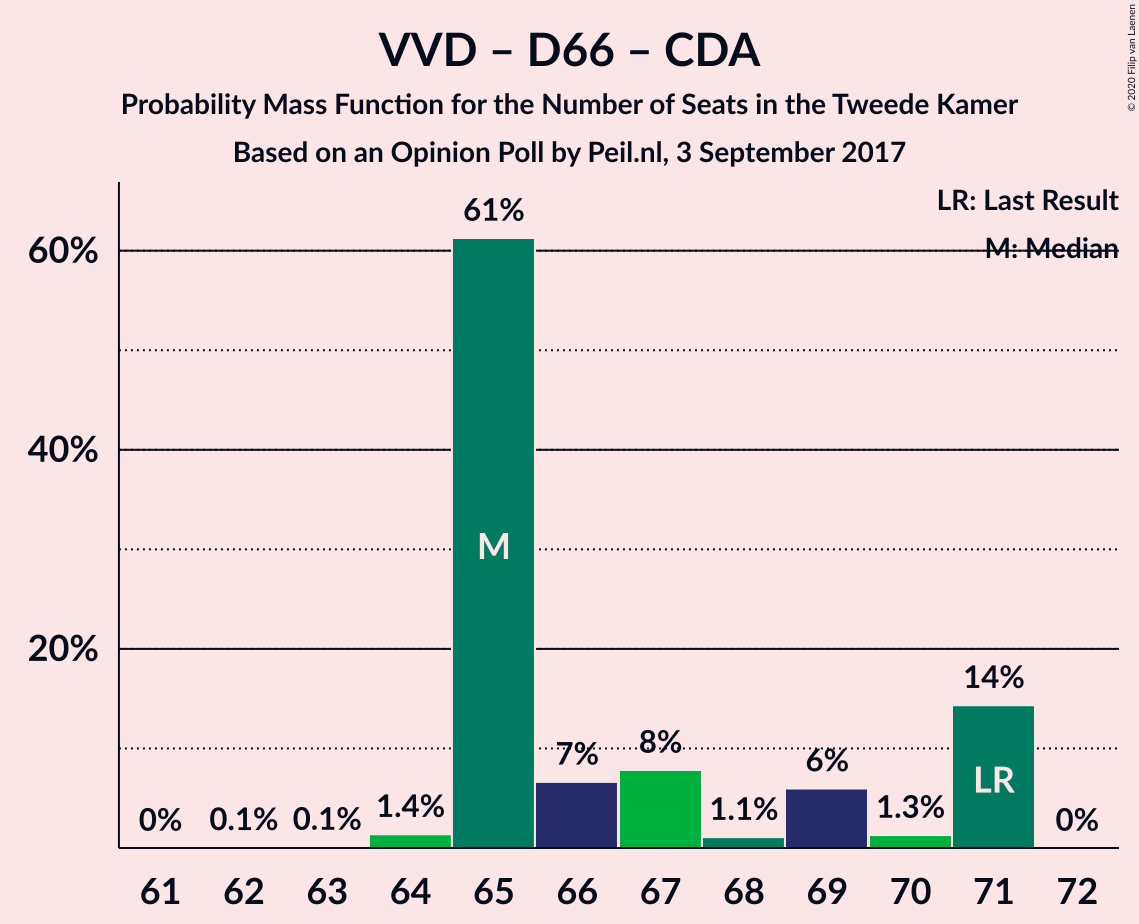 VVD – D66 – CDA
Probability Mass Function for the Number of Seats in the Tweede Kamer
Based on an Opinion Poll by Peil.nl, 3 September 2017
© 2020 Filip van Laenen
LR: Last Result
M: Median
60%
40%
20%
0%
0.1%
0.1%
1.4%
61%
M
7%
8%
1.1%
6%
1.3%
14%
LR
0%
61 62 63 64 65 66 67 68 69 70 71 72